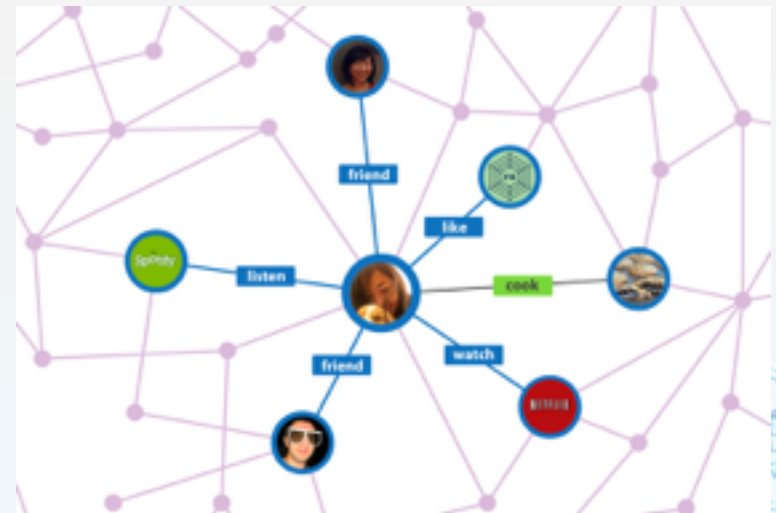 friend
like
Spotify
listen
cook
watch
friend
NETFLIX